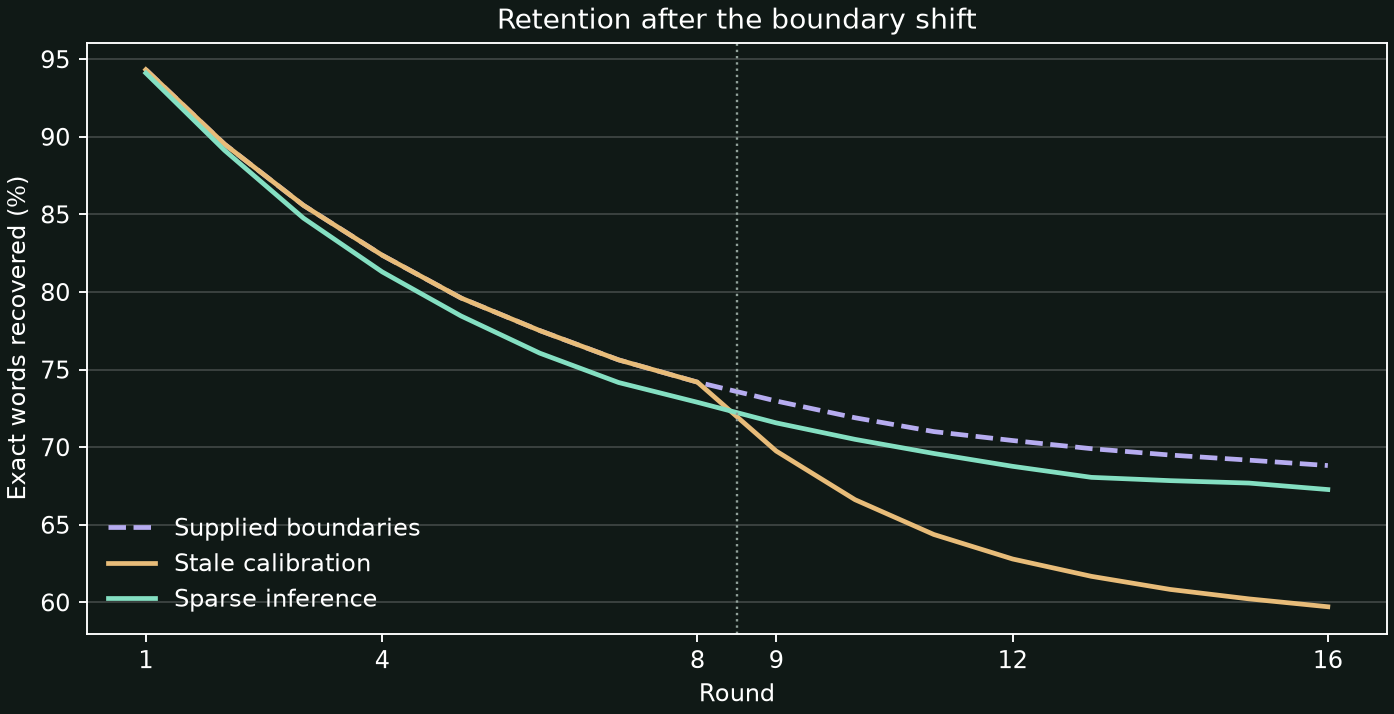 Retention after the boundary shift
Exact words recovered (%)
95
90
85
80
75
70
65
60
Supplied boundaries
Stale calibration
Sparse inference
1 4 8 9 12 16
Round